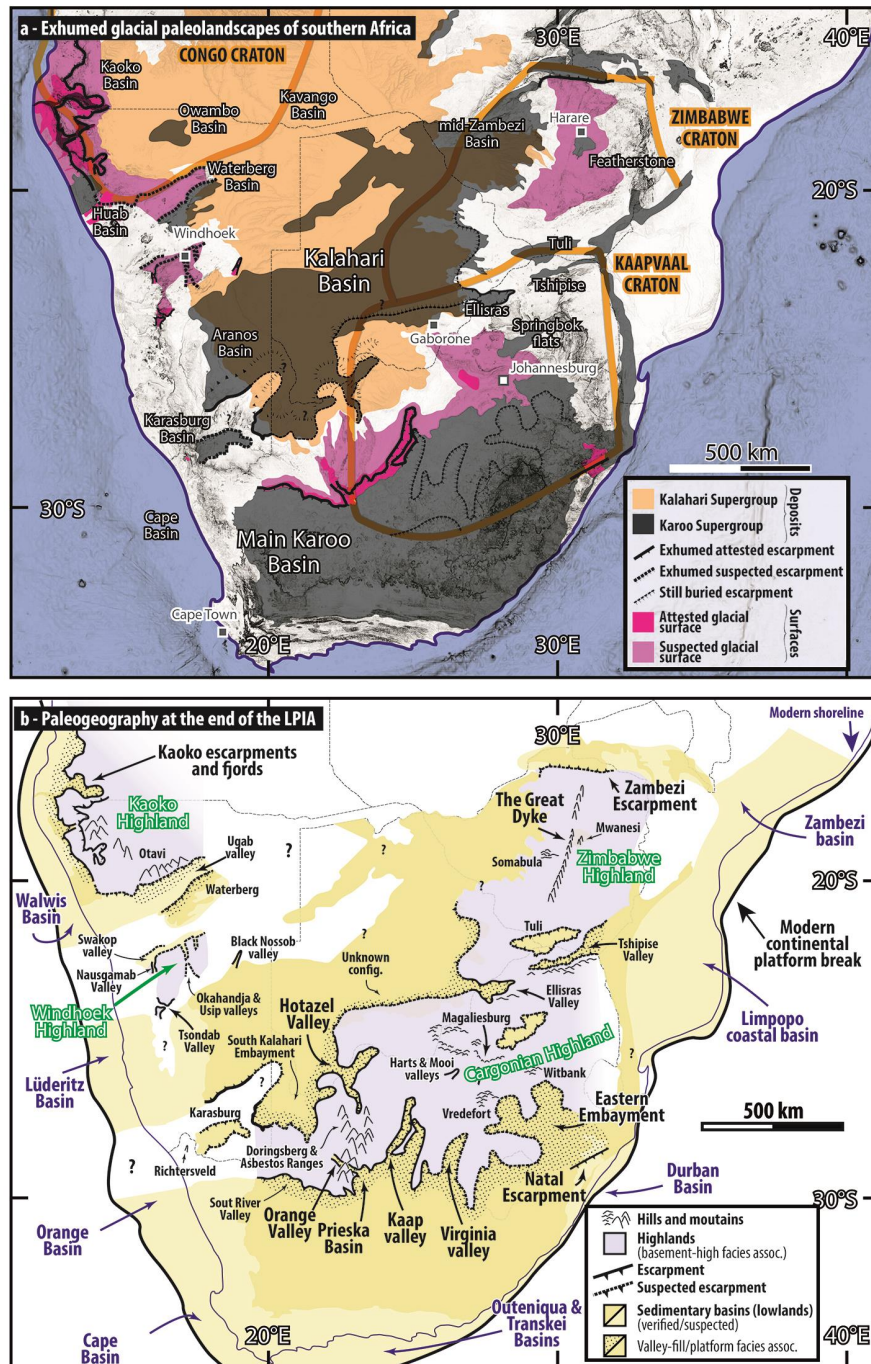 a - Exhumed glacial paleolandscapes of southern Africa
30°E
40°E
Kaoko
Basin
CONGO CRATON
Owambo
Basin
Kavango
Basin
mid-Zambezi
Basin
Harare
ZIMBABWE
CRATON
Featherstone
Waterberg
Basin
20°S
Huab
Basin
Windhoek
Kalahari
Basin
Tuli
KAAPVAAL
CRATON
Tshipise
?
Ellisras
Gaborone
Springbok
flats
Aranos
Basin
Johannesburg
?
?
?
Karasburg
Basin
500 km
30°S
Cape
Basin
Main Karoo
Basin
Cape Town
20°E
30°E
Kalahari Supergroup
Karoo Supergroup
Deposits
Exhumed attested escarpment
Exhumed suspected escarpment
Still buried escarpment
Attested glacial
surface
Suspected glacial
surface
Surfaces
b - Paleogeography at the end of the LPIA
30°E
Modern
shoreline
Kaoko escarpments
and fjords
Kaoko
Highland
The Great
Dyke
Zambezi
Escarpment
Mwanesi
Zambezi
basin
Ugab
valley
?
?
Otavi
Somabula
Zimbabwe
Highland
Waterberg
20°S
Walwis
Basin
?
Modern
continental
platform break
Swakop
valley
Black Nossob
valley
?
Tuli
Tshipise
Valley
Nausgamab
Valley
Unknown
config.
Windhoek
Highland
Okahandja &
Usip valleys
Ellisras
Valley
Hotazel
Valley
Magaliesburg
Limpopo
coastal basin
Tsondab
Valley
?
South Kalahari
Embayment
Harts & Mooi
valleys
Cargonian Highland
?
Lüderitz
Basin
?
Witbank
Eastern
Embayment
Karasburg
Vredefort
500 km
?
Richtersveld
Doringsberg &
Asbestos Ranges
Natal
Escarpment
Durban
Basin
Sout River
Valley
30°S
Orange
Basin
Orange
Valley
Prieska
Basin
Kaap
valley
Virginia
valley
Hills and moutains
Highlands
(basement-high facies assoc.)
Escarpment
Suspected escarpment
Sedimentary basins (lowlands)
(verified/suspected)
Valley-fill/platform facies assoc.
Cape
Basin
20°E
Outeniqua &
Transkei
Basins
40°E